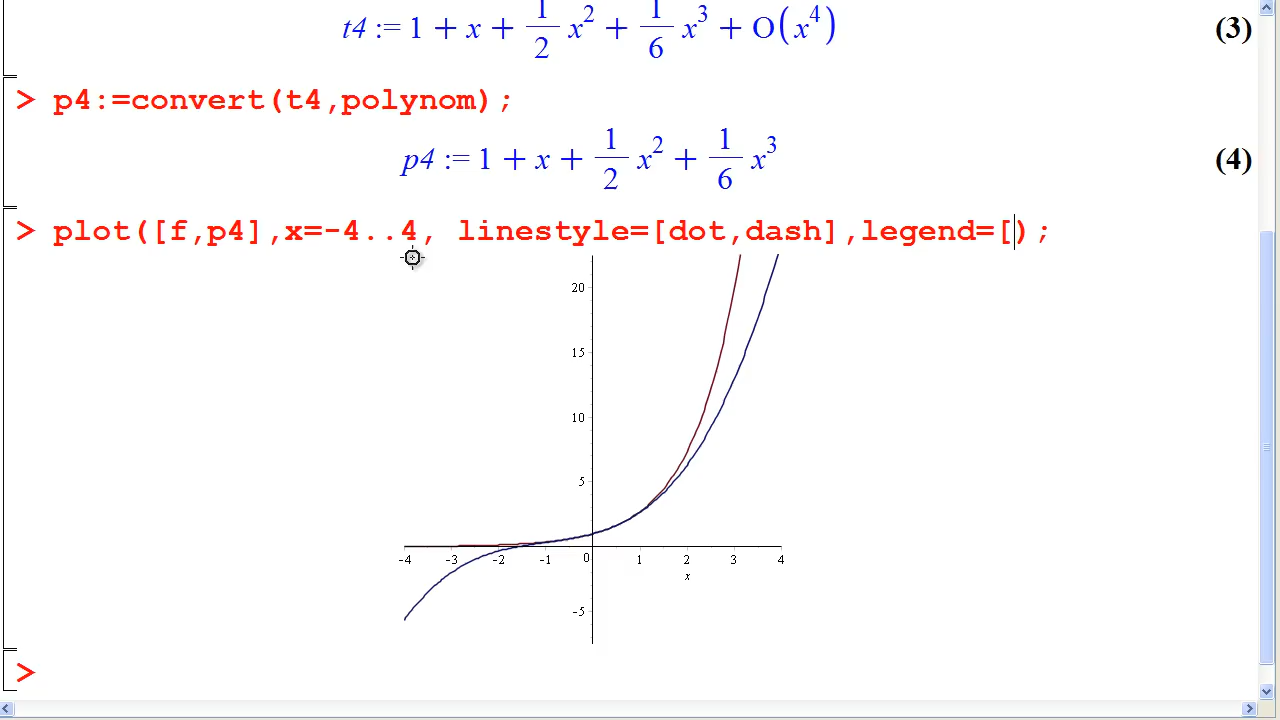 t4 := 1 + x + 1/2 x^2 + 1/6 x^3 + O(x^4) (3)
> p4:=convert(t4,polynom);
p4 := 1 + x + 1/2 x^2 + 1/6 x^3 (4)
> plot([f,p4],x=-4..4, linestyle=[dot,dash],legend=[);
20
15
10
5
-4 -3 -2 -1 0 1 2 3 4
x
-5
>